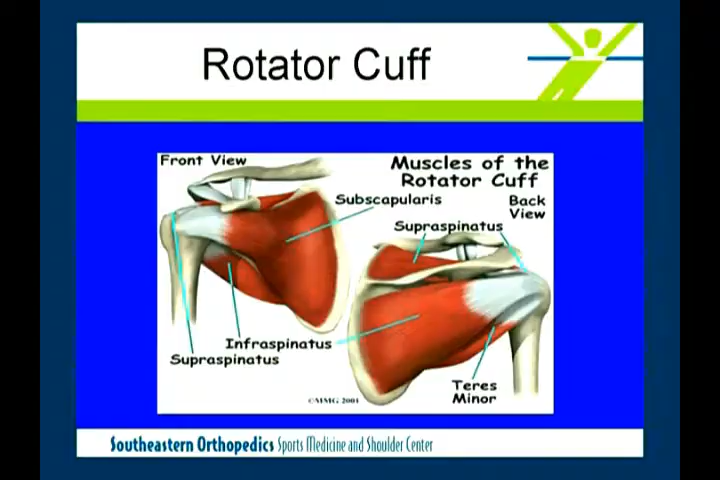 Rotator Cuff
Front View
Muscles of the
Rotator Cuff
Subscapularis
Back
View
Supraspinatus
Infraspinatus
Supraspinatus
Teres
Minor
©MMG 2001
Southeastern Orthopedics Sports Medicine and Shoulder Center